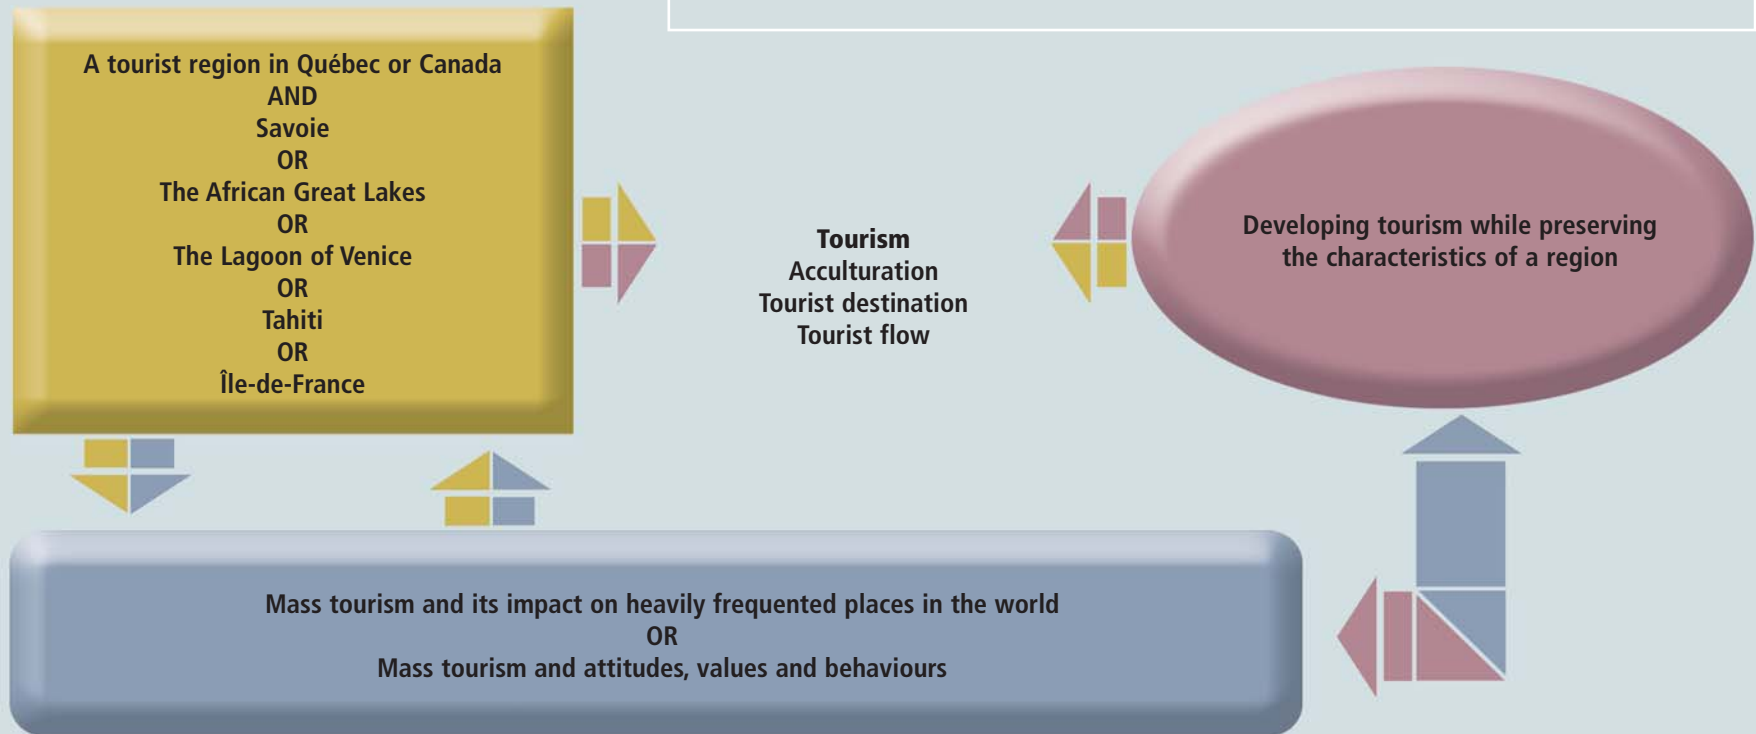 A tourist region in Québec or Canada
AND
Savoie
OR
The African Great Lakes
OR
The Lagoon of Venice
OR
Tahiti
OR
Île-de-France
Tourism
Acculturation
Tourist destination
Tourist flow
Developing tourism while preserving
the characteristics of a region
Mass tourism and its impact on heavily frequented places in the world
OR
Mass tourism and attitudes, values and behaviours